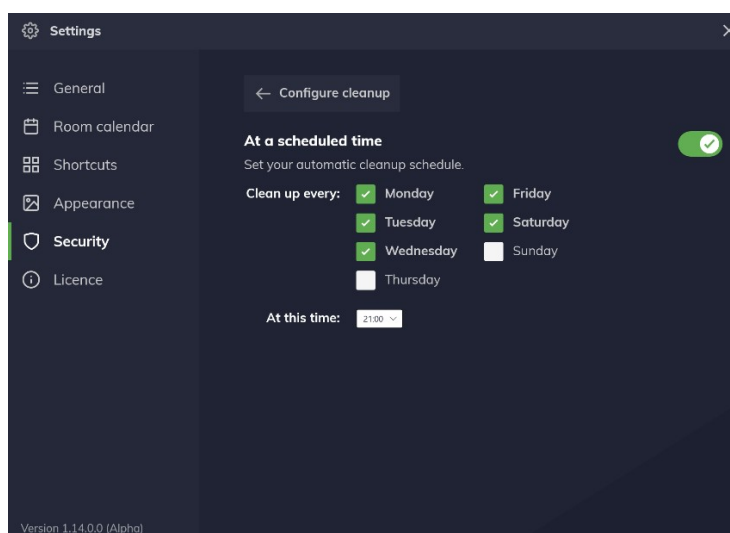 Settings
General
Room calendar
Shortcuts
Appearance
Security
Licence
Version 1.14.0.0 (Alpha)
Configure cleanup
At a scheduled time
Set your automatic cleanup schedule.
Clean up every: Monday Friday
Tuesday Saturday
Wednesday Sunday
Thursday
At this time: 21:00